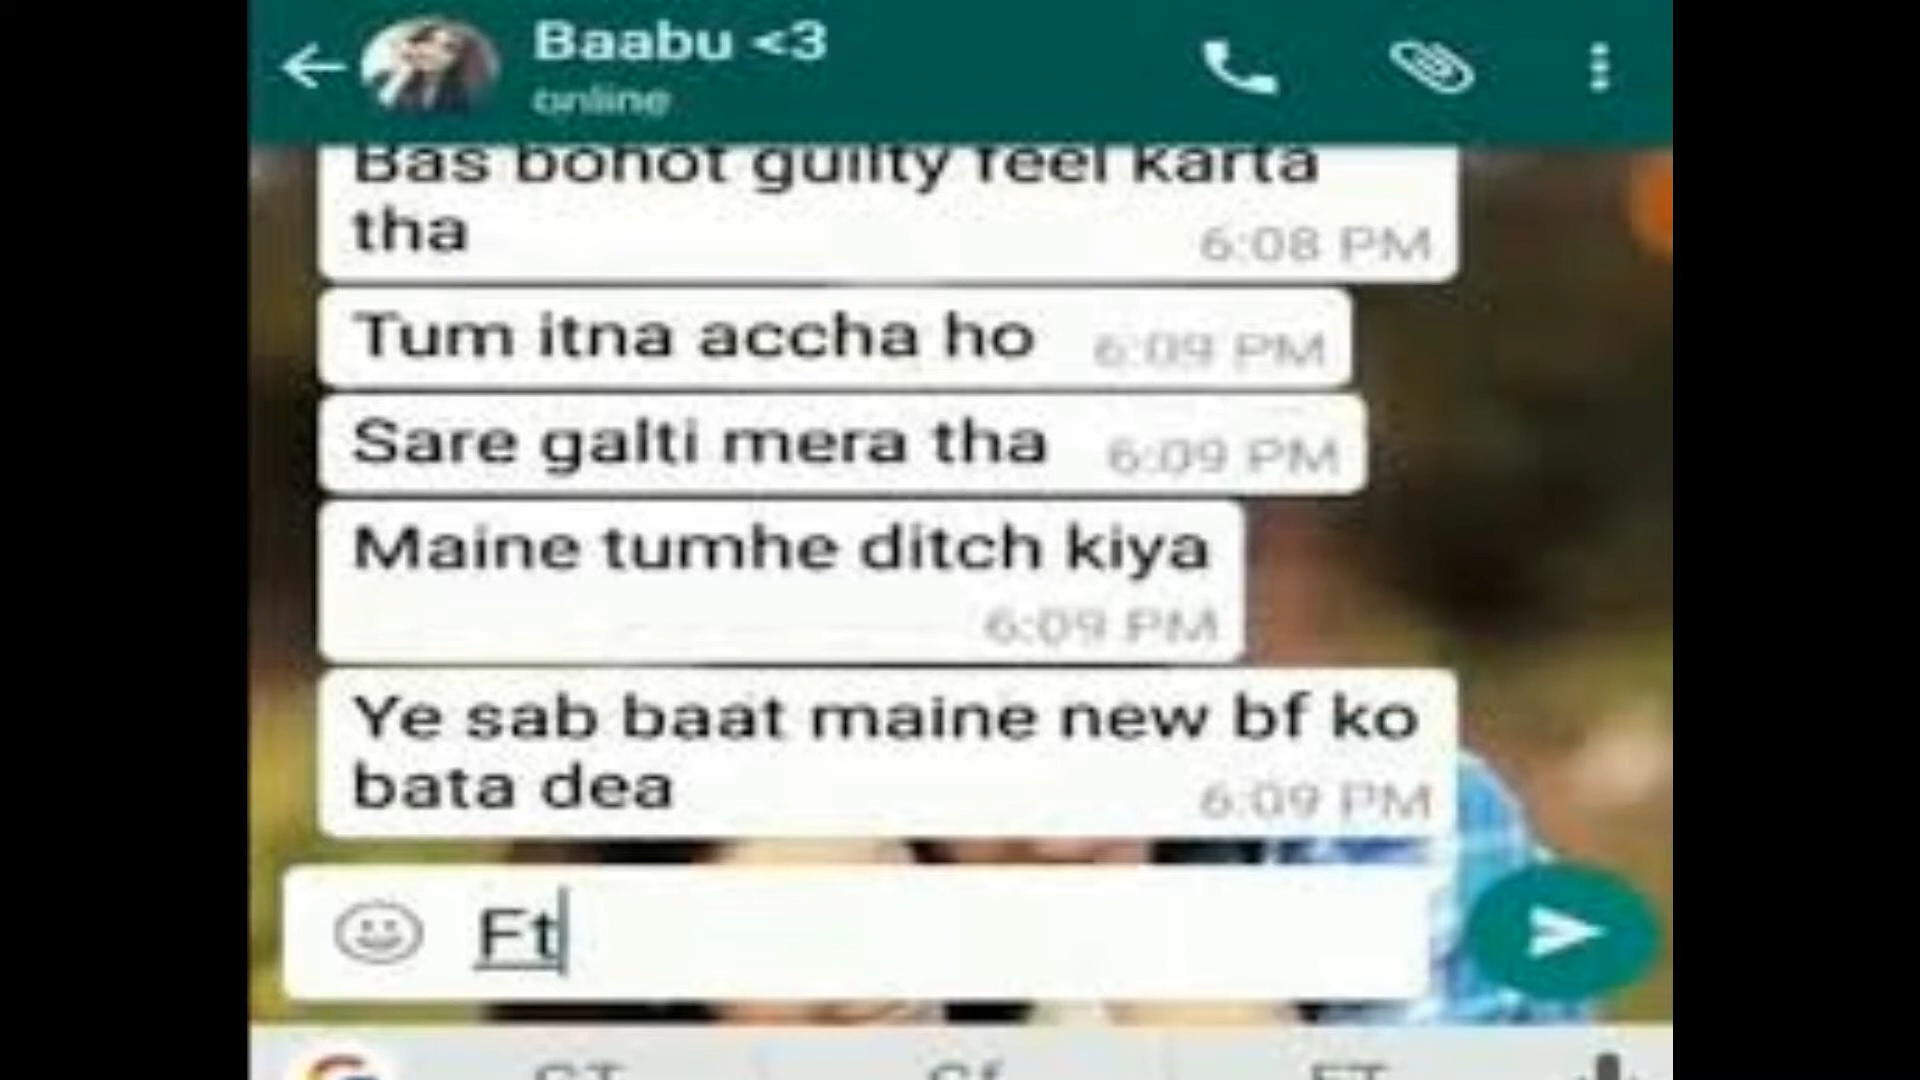 Baabu <3
online
Bas bohot guilty feel karta
tha
6:08 PM
Tum itna accha ho 6:09 PM
Sare galti mera tha 6:09 PM
Maine tumhe ditch kiya
6:09 PM
Ye sab baat maine new bf ko
bata dea
6:09 PM
Ft